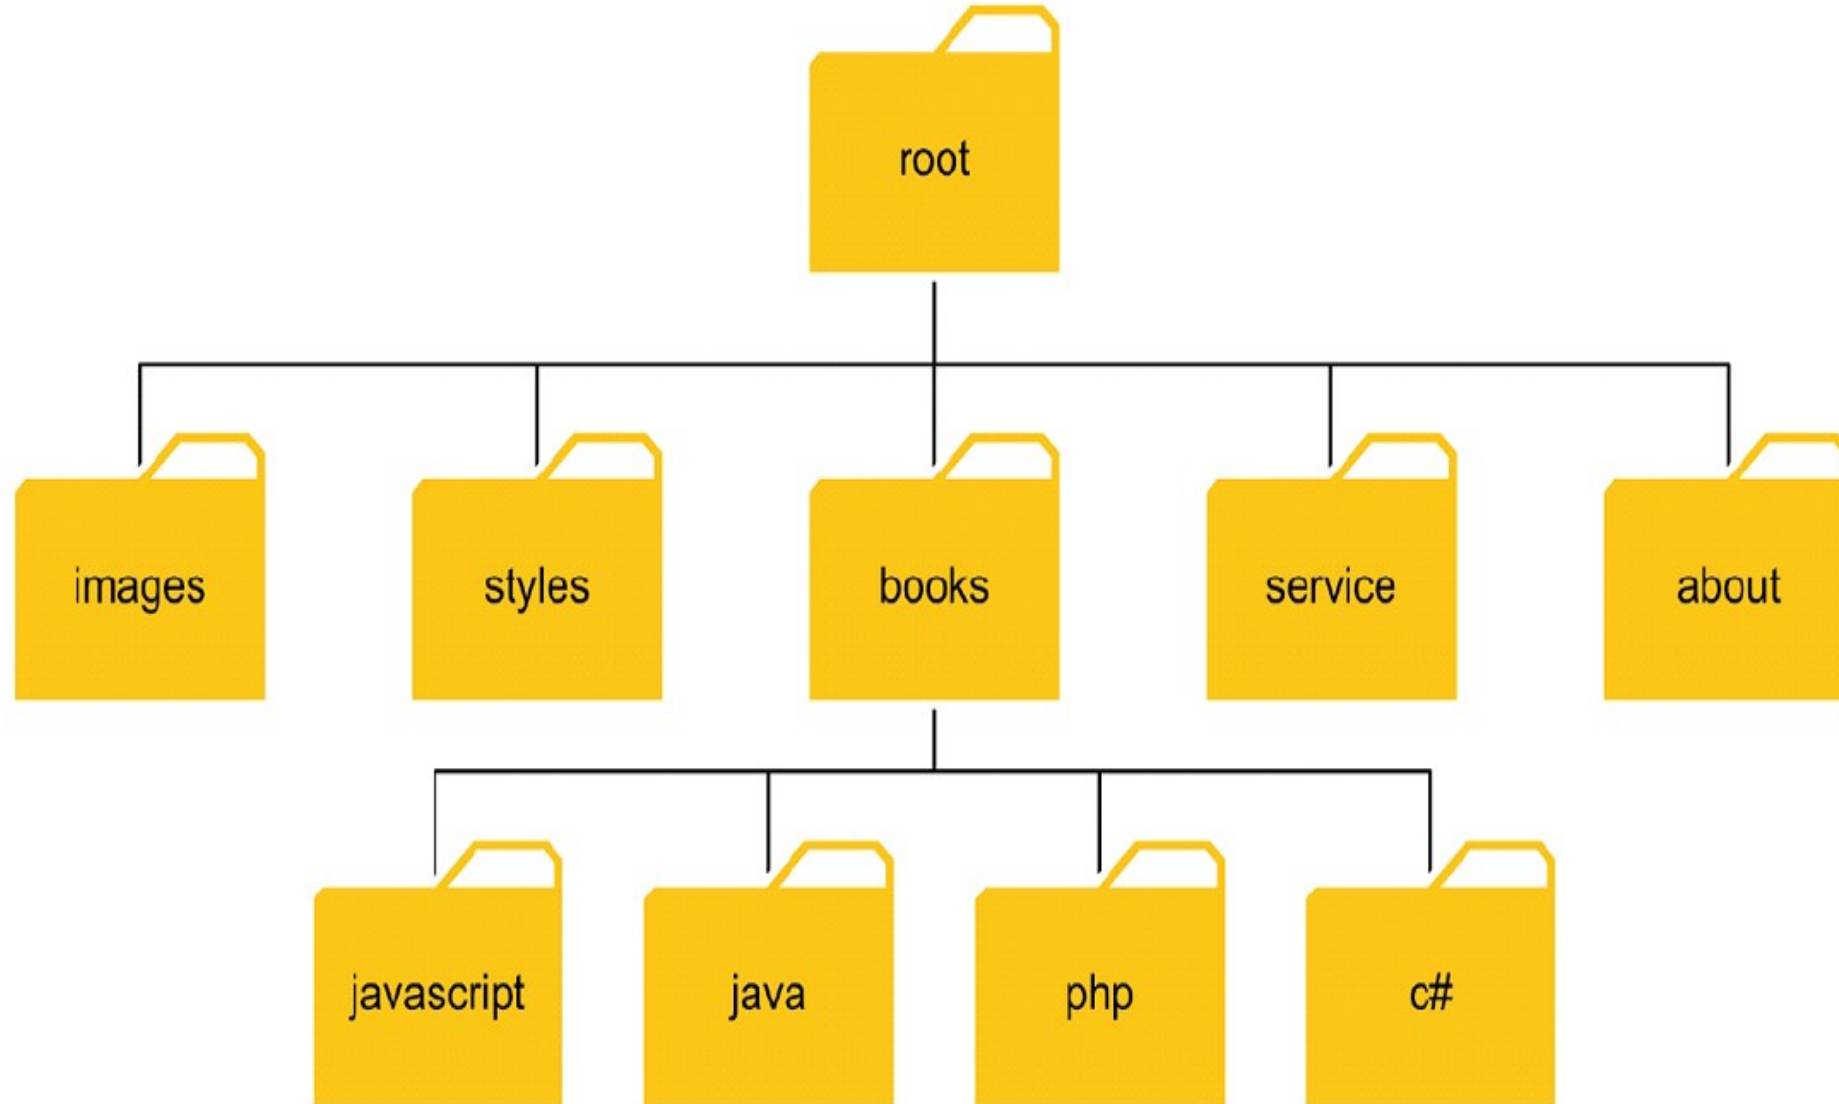 root
images
styles
books
service
about
javascript
java
php
c#